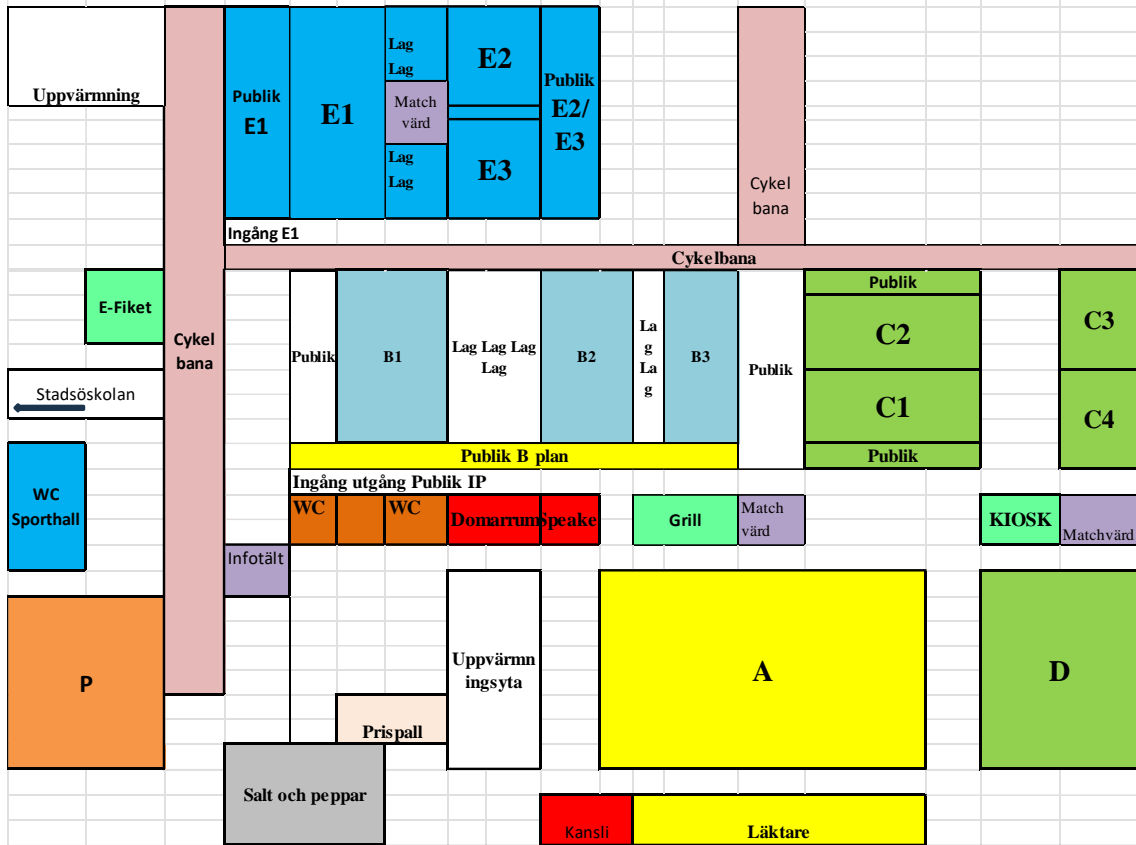 Uppvärmning
Publik
E1
E1
Lag
Lag
Match
värd
Lag
Lag
E2
E3
Publik
E2/
E3
Cykel
bana
Ingång E1
Cykelbana
E-Fiket
Cykel
bana
Stadsöskolan
Publik
B1
Lag Lag Lag
Lag
B2
La
g
La
g
B3
Publik
Publik
C2
C1
Publik
C3
C4
Publik B plan
WC
Sporthall
Ingång utgång Publik IP
WC
WC
Domarrum
Speake
Grill
Match
värd
KIOSK
Matchvärd
Infotält
P
Uppvärmn
ingsyta
A
D
Prispall
Salt och peppar
Kansli
Läktare